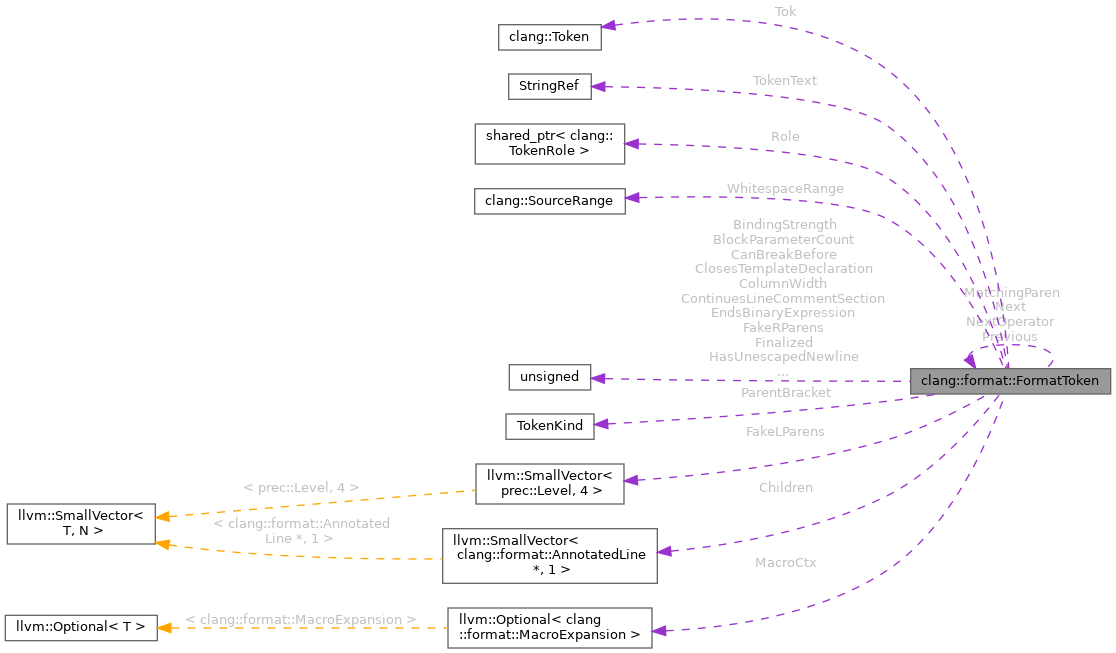 Tok
clang::Token
TokenText
StringRef
Role
shared_ptr< clang::
TokenRole >
WhitespaceRange
clang::SourceRange
BindingStrength
BlockParameterCount
CanBreakBefore
ClosesTemplateDeclaration
ColumnWidth
ContinuesLineCommentSection
EndsBinaryExpression
FakeRParens
Finalized
HasUnescapedNewline
...
MatchingParen
Next
NextOperator
Previous
unsigned
clang::format::FormatToken
ParentBracket
TokenKind
FakeLParens
llvm::SmallVector<
prec::Level, 4 >
< prec::Level, 4 >
Children
llvm::SmallVector<
T, N >
< clang::format::Annotated
Line *, 1 >
llvm::SmallVector<
clang::format::AnnotatedLine
*, 1 >
MacroCtx
llvm::Optional< T >
< clang::format::MacroExpansion >
llvm::Optional< clang
::format::MacroExpansion >